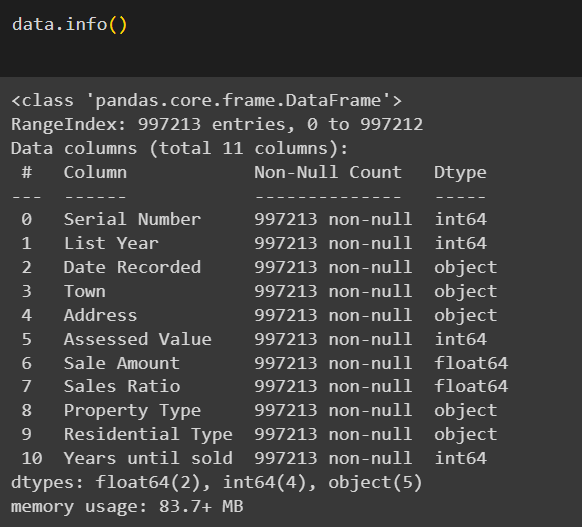 data.info()
<class 'pandas.core.frame.DataFrame'>
RangeIndex: 997213 entries, 0 to 997212
Data columns (total 11 columns):
 #   Column            Non-Null Count   Dtype
---  ------            --------------   -----
 0   Serial Number     997213 non-null  int64
 1   List Year         997213 non-null  int64
 2   Date Recorded     997213 non-null  object
 3   Town              997213 non-null  object
 4   Address           997213 non-null  object
 5   Assessed Value    997213 non-null  int64
 6   Sale Amount       997213 non-null  float64
 7   Sales Ratio       997213 non-null  float64
 8   Property Type     997213 non-null  object
 9   Residential Type  997213 non-null  object
 10  Years until sold  997213 non-null  int64
dtypes: float64(2), int64(4), object(5)
memory usage: 83.7+ MB